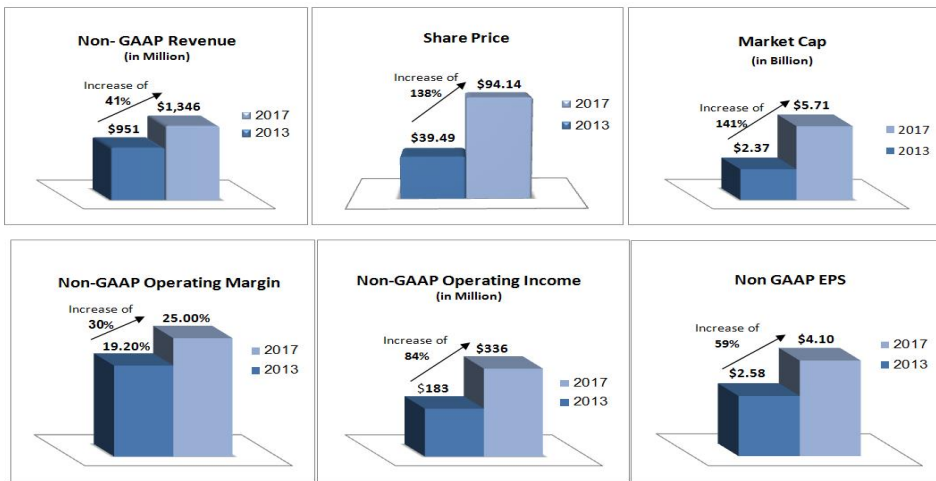 Non- GAAP Revenue
(in Million)
Increase of
41%
$1,346
$951
2017
2013
Share Price
Increase of
138%
$94.14
$39.49
2017
2013
Market Cap
(in Billion)
Increase of
141%
$5.71
$2.37
2017
2013
Non-GAAP Operating Margin
Increase of
30%
25.00%
19.20%
2017
2013
Non-GAAP Operating Income
(in Million)
Increase of
84%
$336
$183
2017
2013
Non GAAP EPS
Increase of
59%
$4.10
$2.58
2017
2013